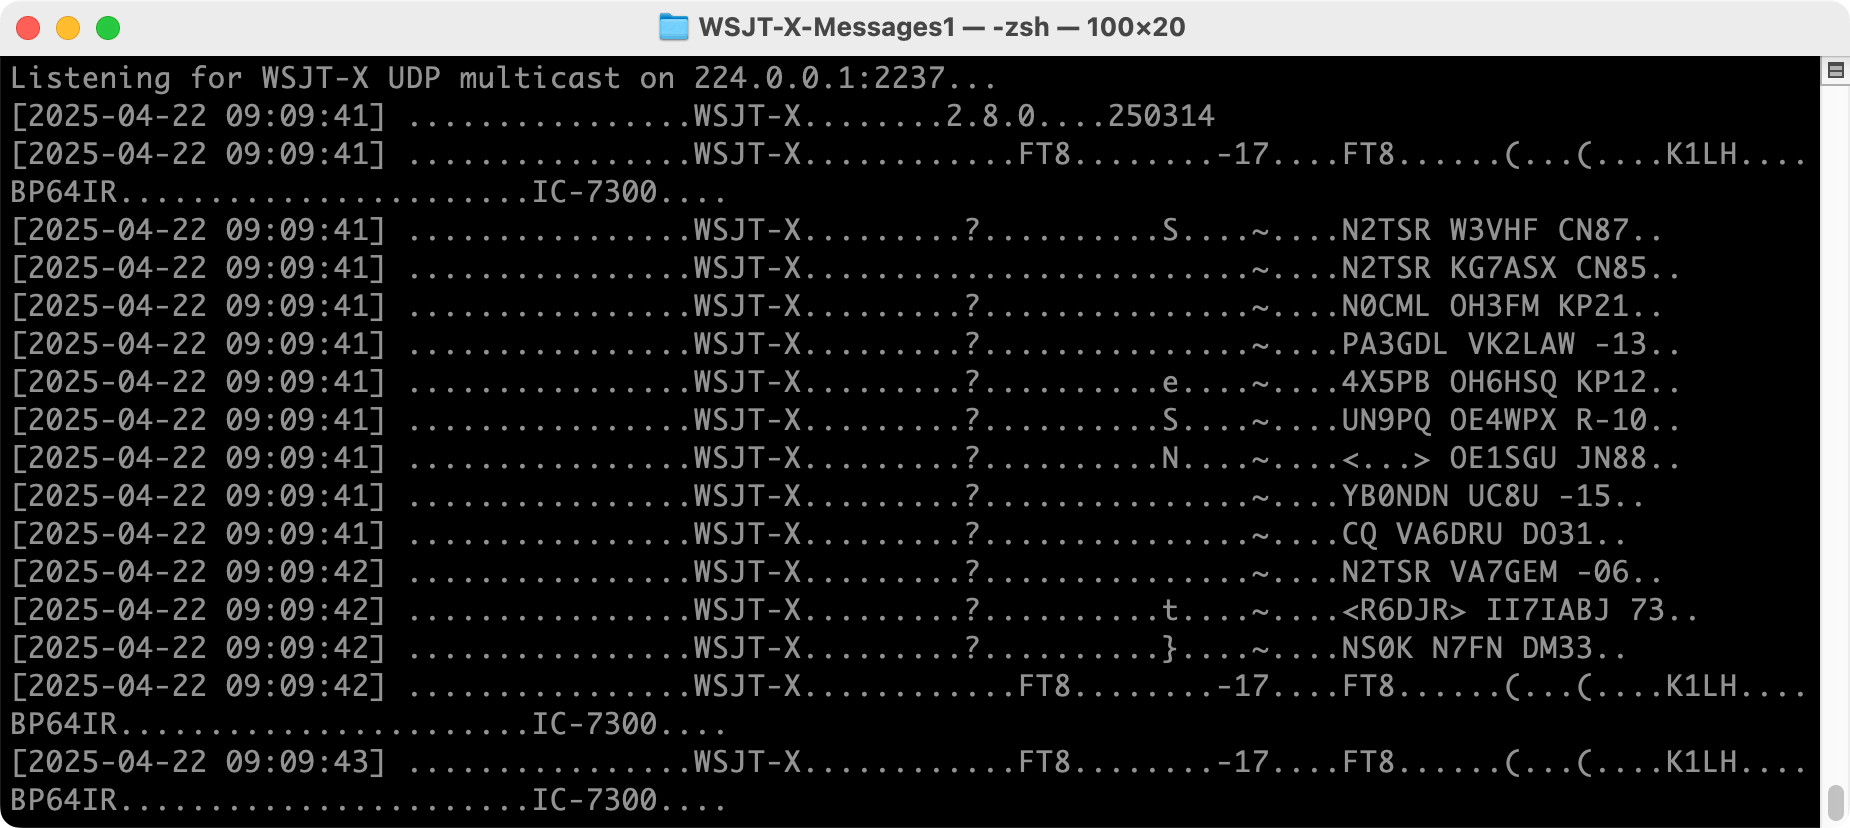 WSJT-X-Messages1 — -zsh — 100×20
Listening for WSJT-X UDP multicast on 224.0.0.1:2237...
[2025-04-22 09:09:41] ................WSJT-X........2.8.0....250314
[2025-04-22 09:09:41] ................WSJT-X............FT8........-17....FT8......(...(....K1LH....
BP64IR.......................IC-7300....
[2025-04-22 09:09:41] ................WSJT-X.........?..........S....~....N2TSR W3VHF CN87..
[2025-04-22 09:09:41] ................WSJT-X.........................~....N2TSR KG7ASX CN85..
[2025-04-22 09:09:41] ................WSJT-X.........?...............~....N0CML OH3FM KP21..
[2025-04-22 09:09:41] ................WSJT-X.........?...............~....PA3GDL VK2LAW -13..
[2025-04-22 09:09:41] ................WSJT-X.........?..........e....~....4X5PB OH6HSQ KP12..
[2025-04-22 09:09:41] ................WSJT-X.........?..........S....~....UN9PQ OE4WPX R-10..
[2025-04-22 09:09:41] ................WSJT-X.........?..........N....~....<...> OE1SGU JN88..
[2025-04-22 09:09:41] ................WSJT-X.........?...............~....YB0NDN UC8U -15..
[2025-04-22 09:09:41] ................WSJT-X.........?...............~....CQ VA6DRU DO31..
[2025-04-22 09:09:42] ................WSJT-X.........?...............~....N2TSR VA7GEM -06..
[2025-04-22 09:09:42] ................WSJT-X.........?..........t....~....<R6DJR> II7IABJ 73..
[2025-04-22 09:09:42] ................WSJT-X.........?..........}....~....NS0K N7FN DM33..
[2025-04-22 09:09:42] ................WSJT-X............FT8........-17....FT8......(...(....K1LH....
BP64IR.......................IC-7300....
[2025-04-22 09:09:43] ................WSJT-X............FT8........-17....FT8......(...(....K1LH....
BP64IR.......................IC-7300....